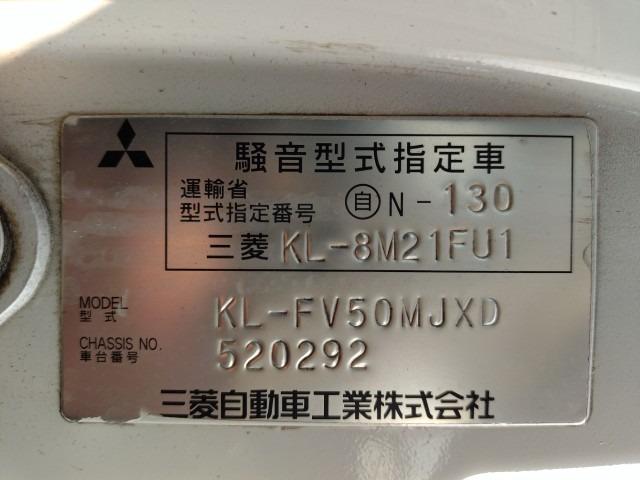 騒音型式指定車
運輸省
型式指定番号 自 N-130
三菱 KL-8M21FU1
MODEL
型式 KL-FV50MJXD
CHASSIS NO.
車台番号 520292
三菱自動車工業株式会社